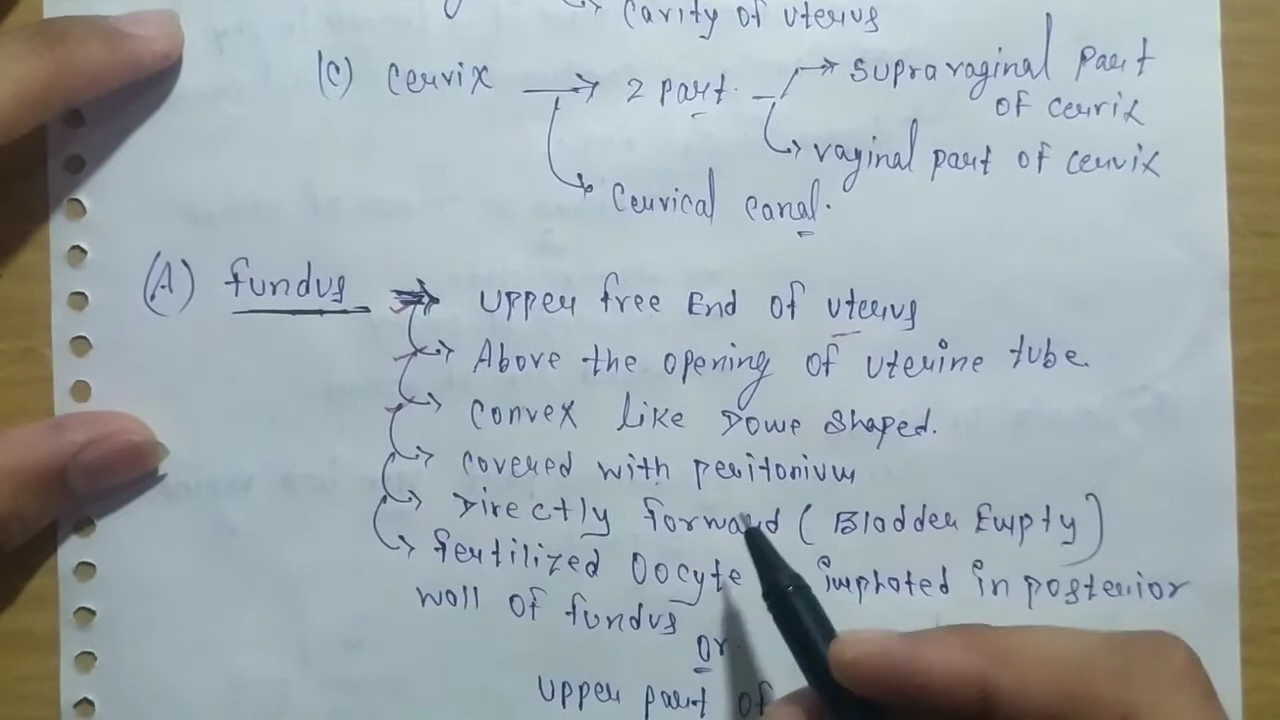 Cavity of uterus
(C) Cervix → 2 part. → Supravaginal part
of cervix
→ vaginal part of cervix
→ Cervical canal.
(A) fundus → Upper free End of uterus
→ Above the opening of uterine tube.
→ Convex like Dome shaped.
→ covered with peritonium
→ Directly forward (Bladder Empty)
→ fertilized Oocyte in posterior
wall of fundus
or
Upper part of